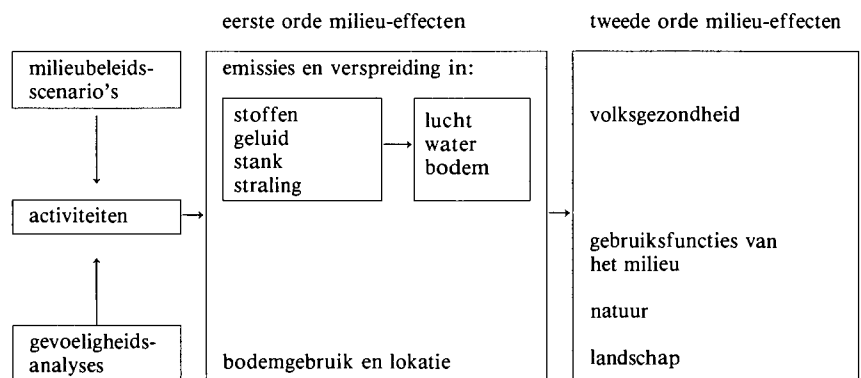 eerste orde milieu-effecten
tweede orde milieu-effecten
milieubeleids-
scenario's
activiteiten
gevoeligheids-
analyses
emissies en verspreiding in:
stoffen
geluid
stank
straling
lucht
water
bodem
bodemgebruik en lokatie
volksgezondheid
gebruiksfuncties van
het milieu
natuur
landschap